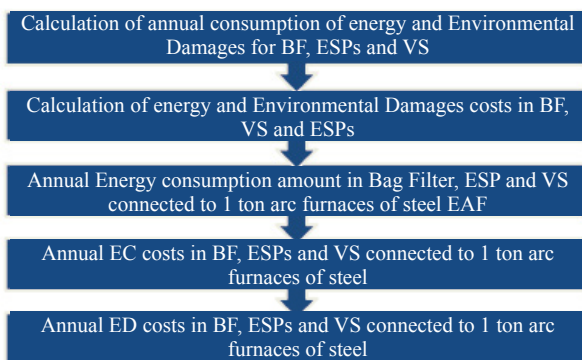 Calculation of annual consumption of energy and Environmental
Damages for BF, ESPs and VS
Calculation of energy and Environmental Damages costs in BF,
VS and ESPs
Annual Energy consumption amount in Bag Filter, ESP and VS
connected to 1 ton arc furnaces of steel EAF
Annual EC costs in BF, ESPs and VS connected to 1 ton arc
furnaces of steel
Annual ED costs in BF, ESPs and VS connected to 1 ton arc
furnaces of steel